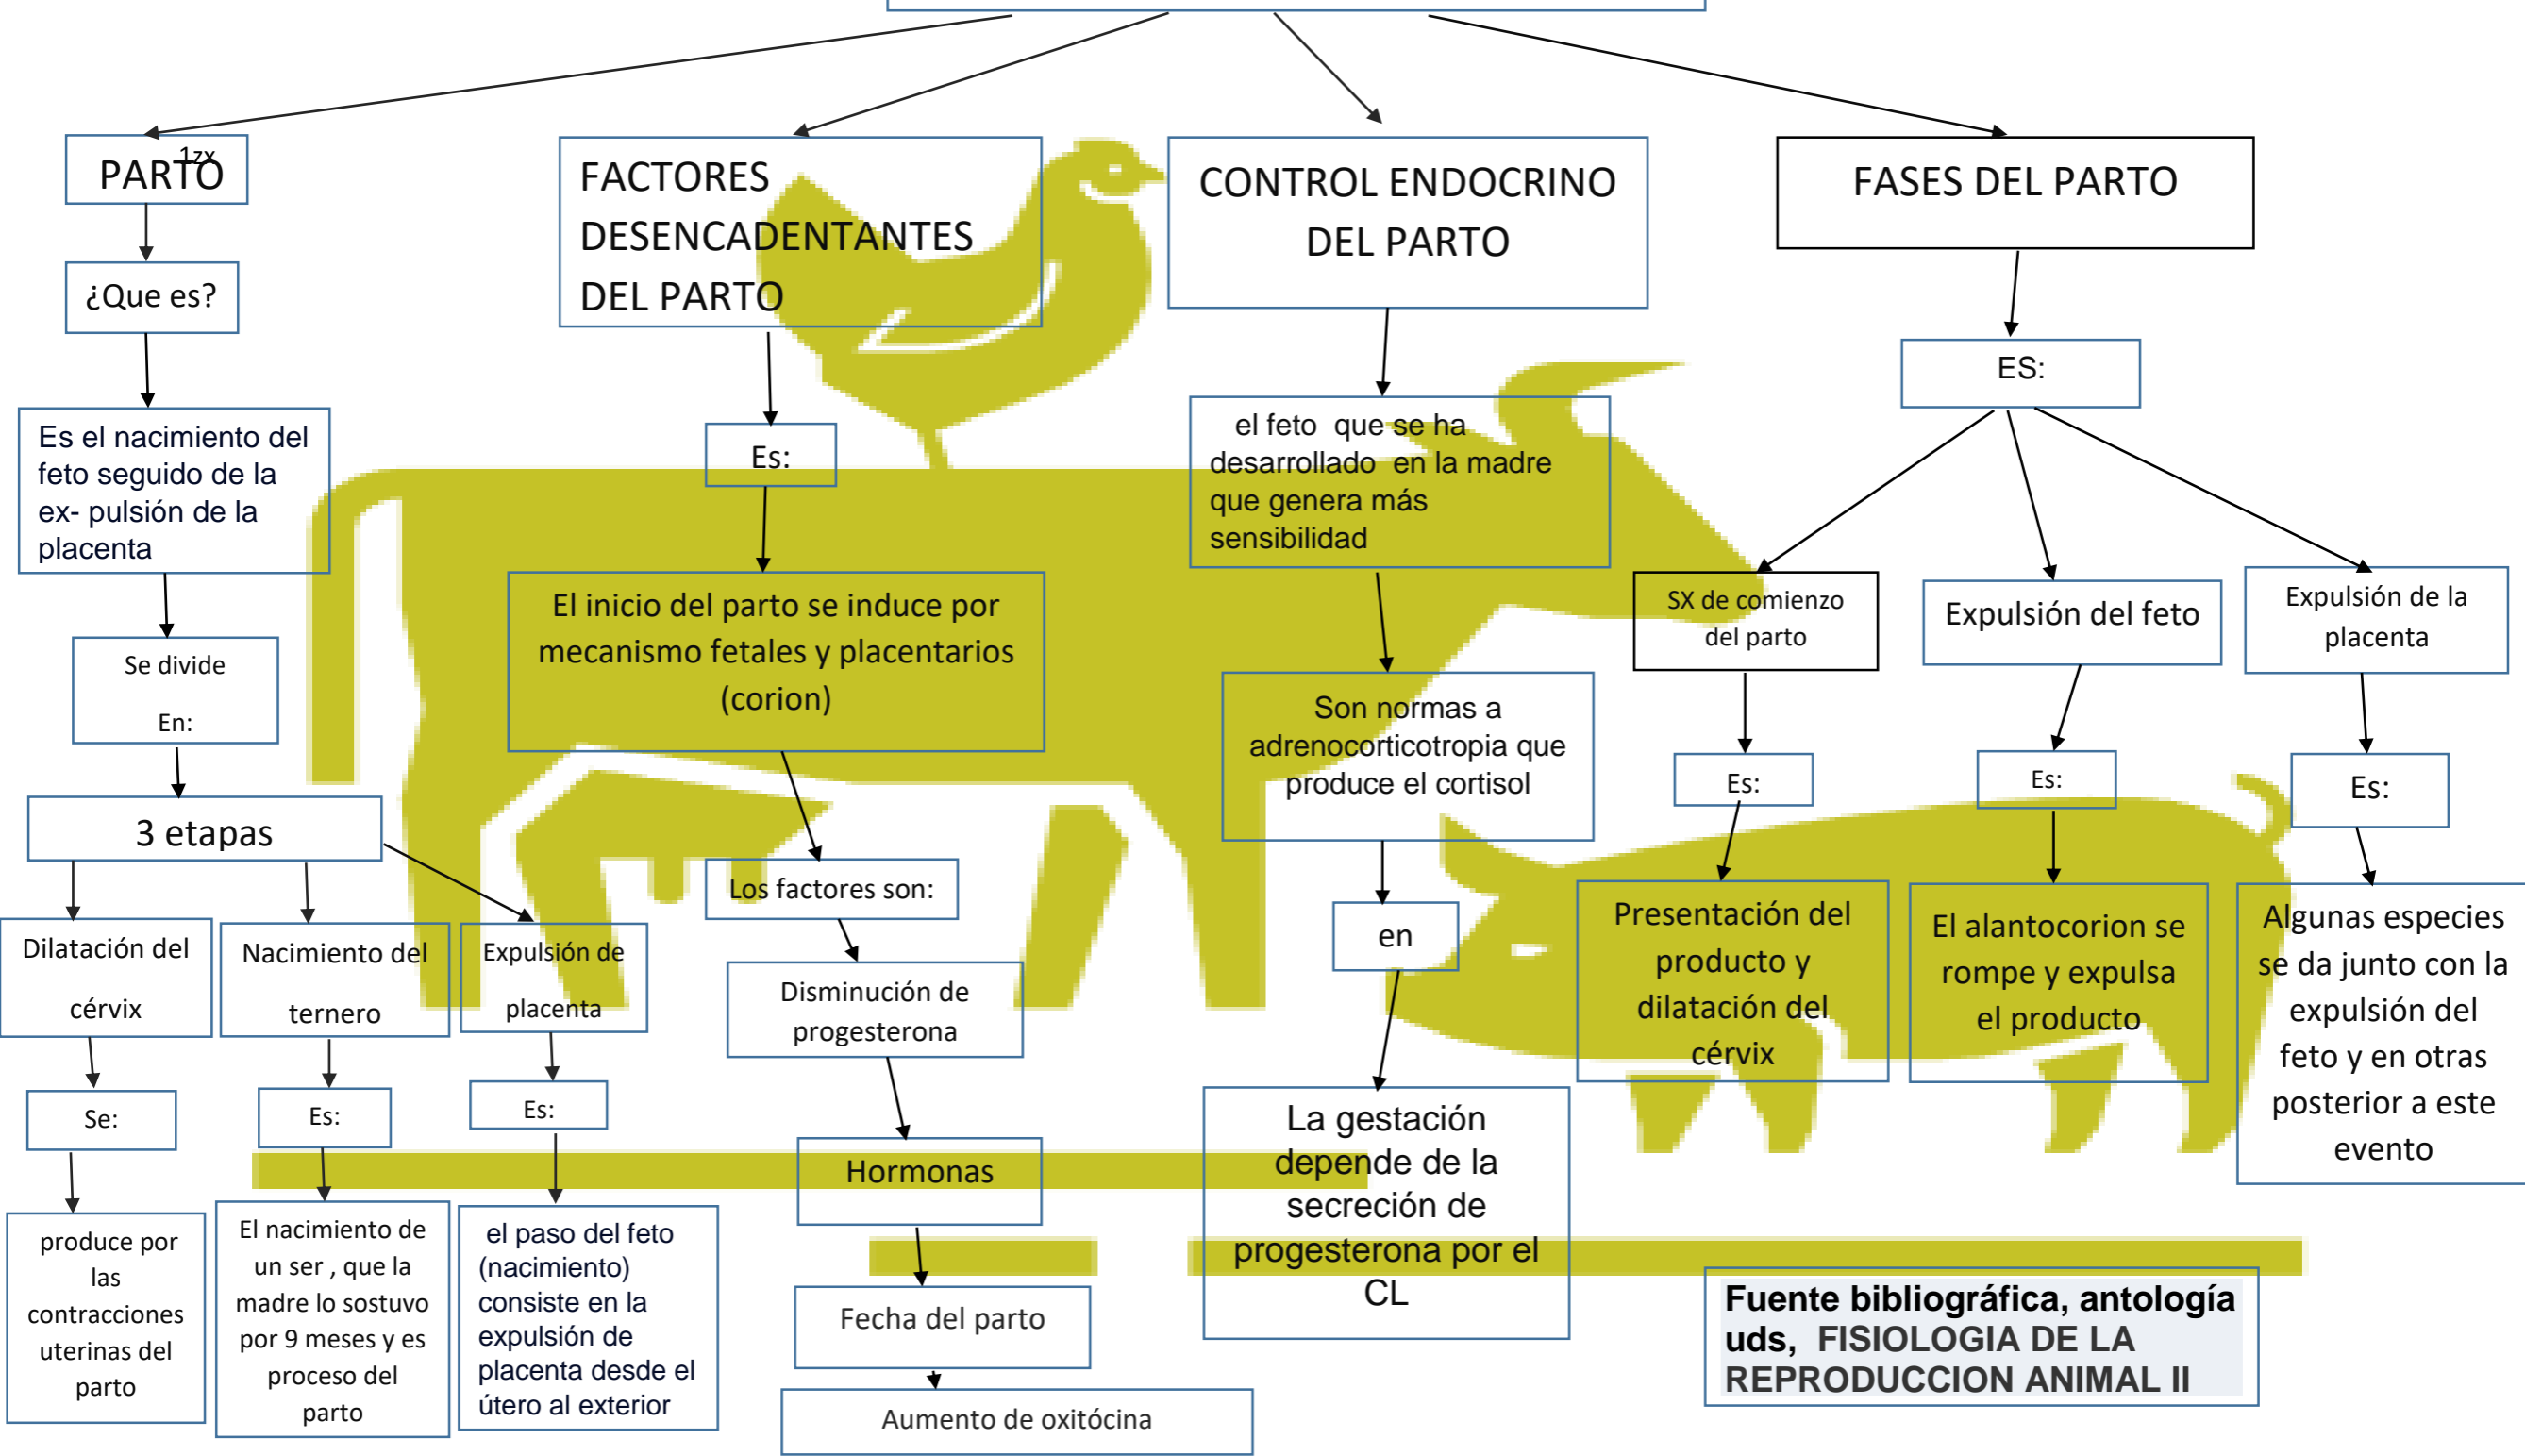 PARTO
1zx
¿Que es?
Es el nacimiento del
feto seguido de la
ex- pulsión de la
placenta
Se divide
En:
3 etapas
Dilatación del
cérvix
Se:
produce por
las
contracciones
uterinas del
parto
Nacimiento del
ternero
Es:
El nacimiento de
un ser , que la
madre lo sostuvo
por 9 meses y es
proceso del
parto
Expulsión de
placenta
Es:
el paso del feto
(nacimiento)
consiste en la
expulsión de
placenta desde el
útero al exterior
FACTORES
DESENCADENTANTES
DEL PARTO
Es:
El inicio del parto se induce por
mecanismo fetales y placentarios
(corion)
Los factores son:
Disminución de
progesterona
Hormonas
Fecha del parto
Aumento de oxitócina
CONTROL ENDOCRINO
DEL PARTO
el feto que se ha
desarrollado en la madre
que genera más
sensibilidad
Son normas a
adrenocorticotropia que
produce el cortisol
en
La gestación
depende de la
secreción de
progesterona por el
CL
FASES DEL PARTO
ES:
SX de comienzo
del parto
Es:
Presentación del
producto y
dilatación del
cérvix
Expulsión del feto
Es:
El alantocorion se
rompe y expulsa
el producto
Expulsión de la
placenta
Es:
Algunas especies
se da junto con la
expulsión del
feto y en otras
posterior a este
evento
Fuente bibliográfica, antología
uds, FISIOLOGIA DE LA
REPRODUCCION ANIMAL II